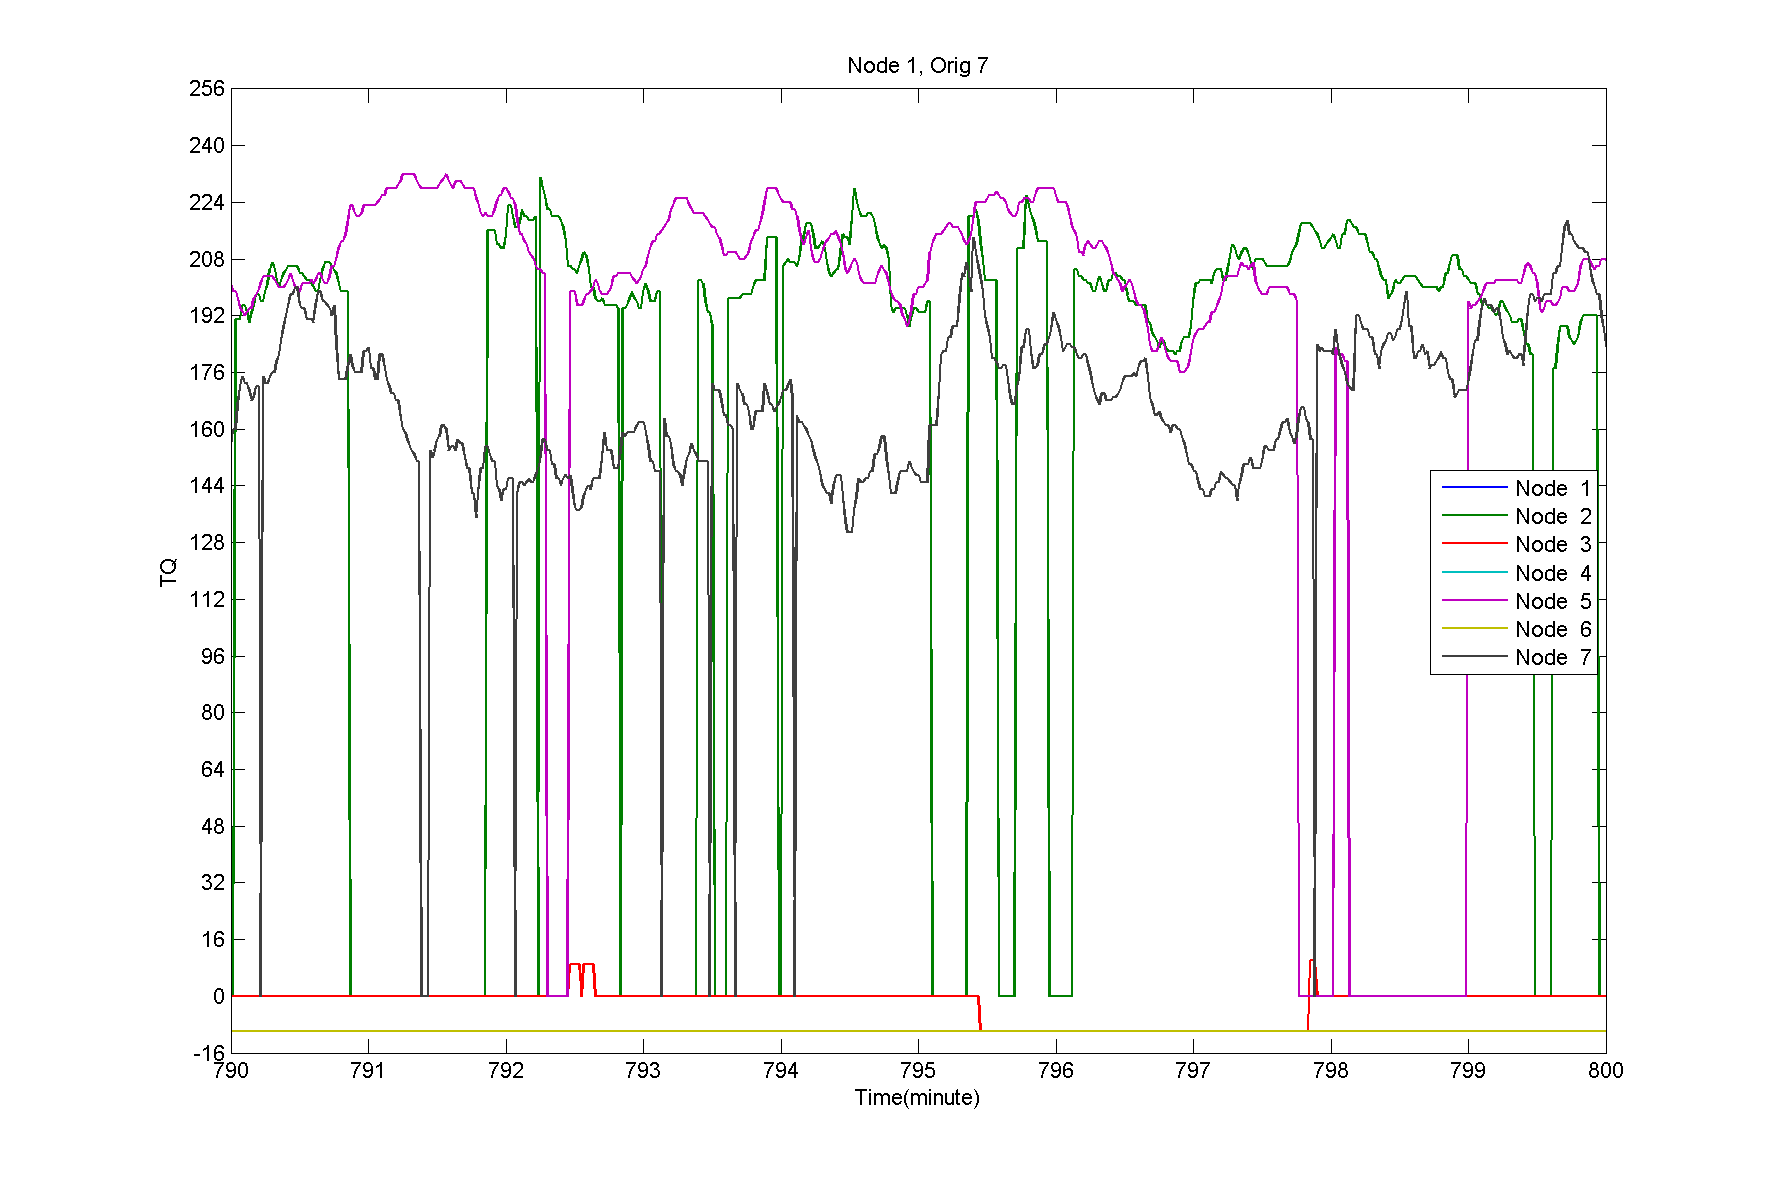 Node 1, Orig 7
256
240
224
208
192
176
160
144
128
112
96
80
64
48
32
16
0
-16
TQ
790 791 792 793 794 795 796 797 798 799 800
Time(minute)
Node 1
Node 2
Node 3
Node 4
Node 5
Node 6
Node 7